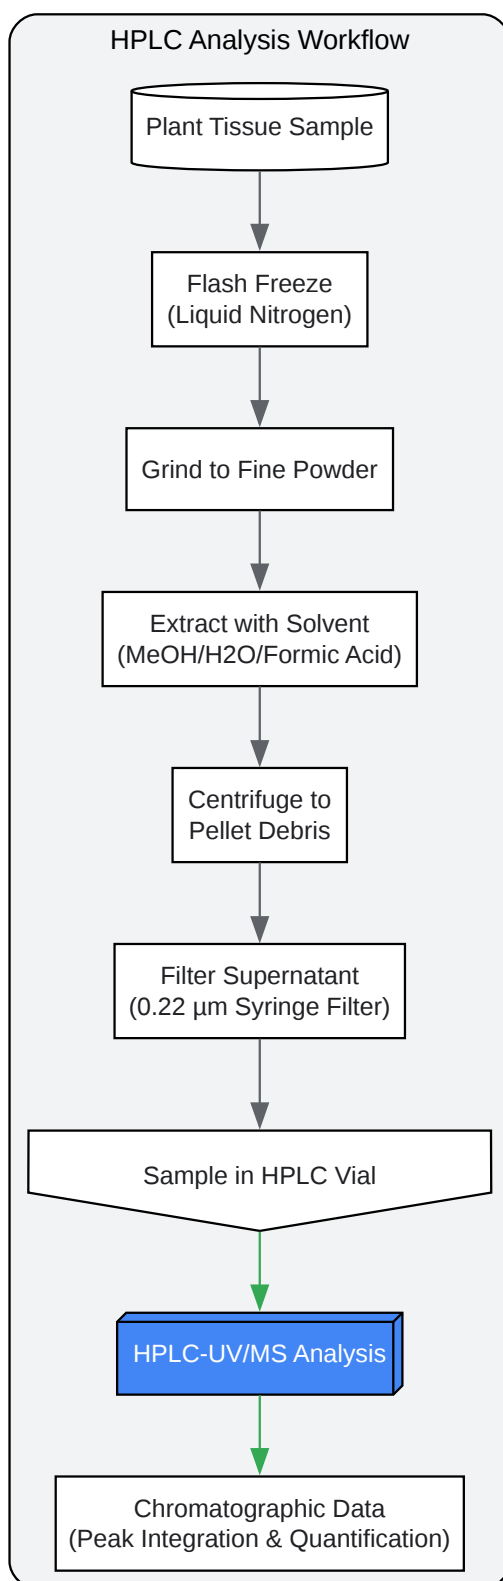 HPLC Analysis Workflow
Plant Tissue Sample
Flash Freeze
(Liquid Nitrogen)
Grind to Fine Powder
Extract with Solvent
(MeOH/H2O/Formic Acid)
Centrifuge to
Pellet Debris
Filter Supernatant
(0.22 µm Syringe Filter)
Sample in HPLC Vial
HPLC-UV/MS Analysis
Chromatographic Data
(Peak Integration & Quantification)